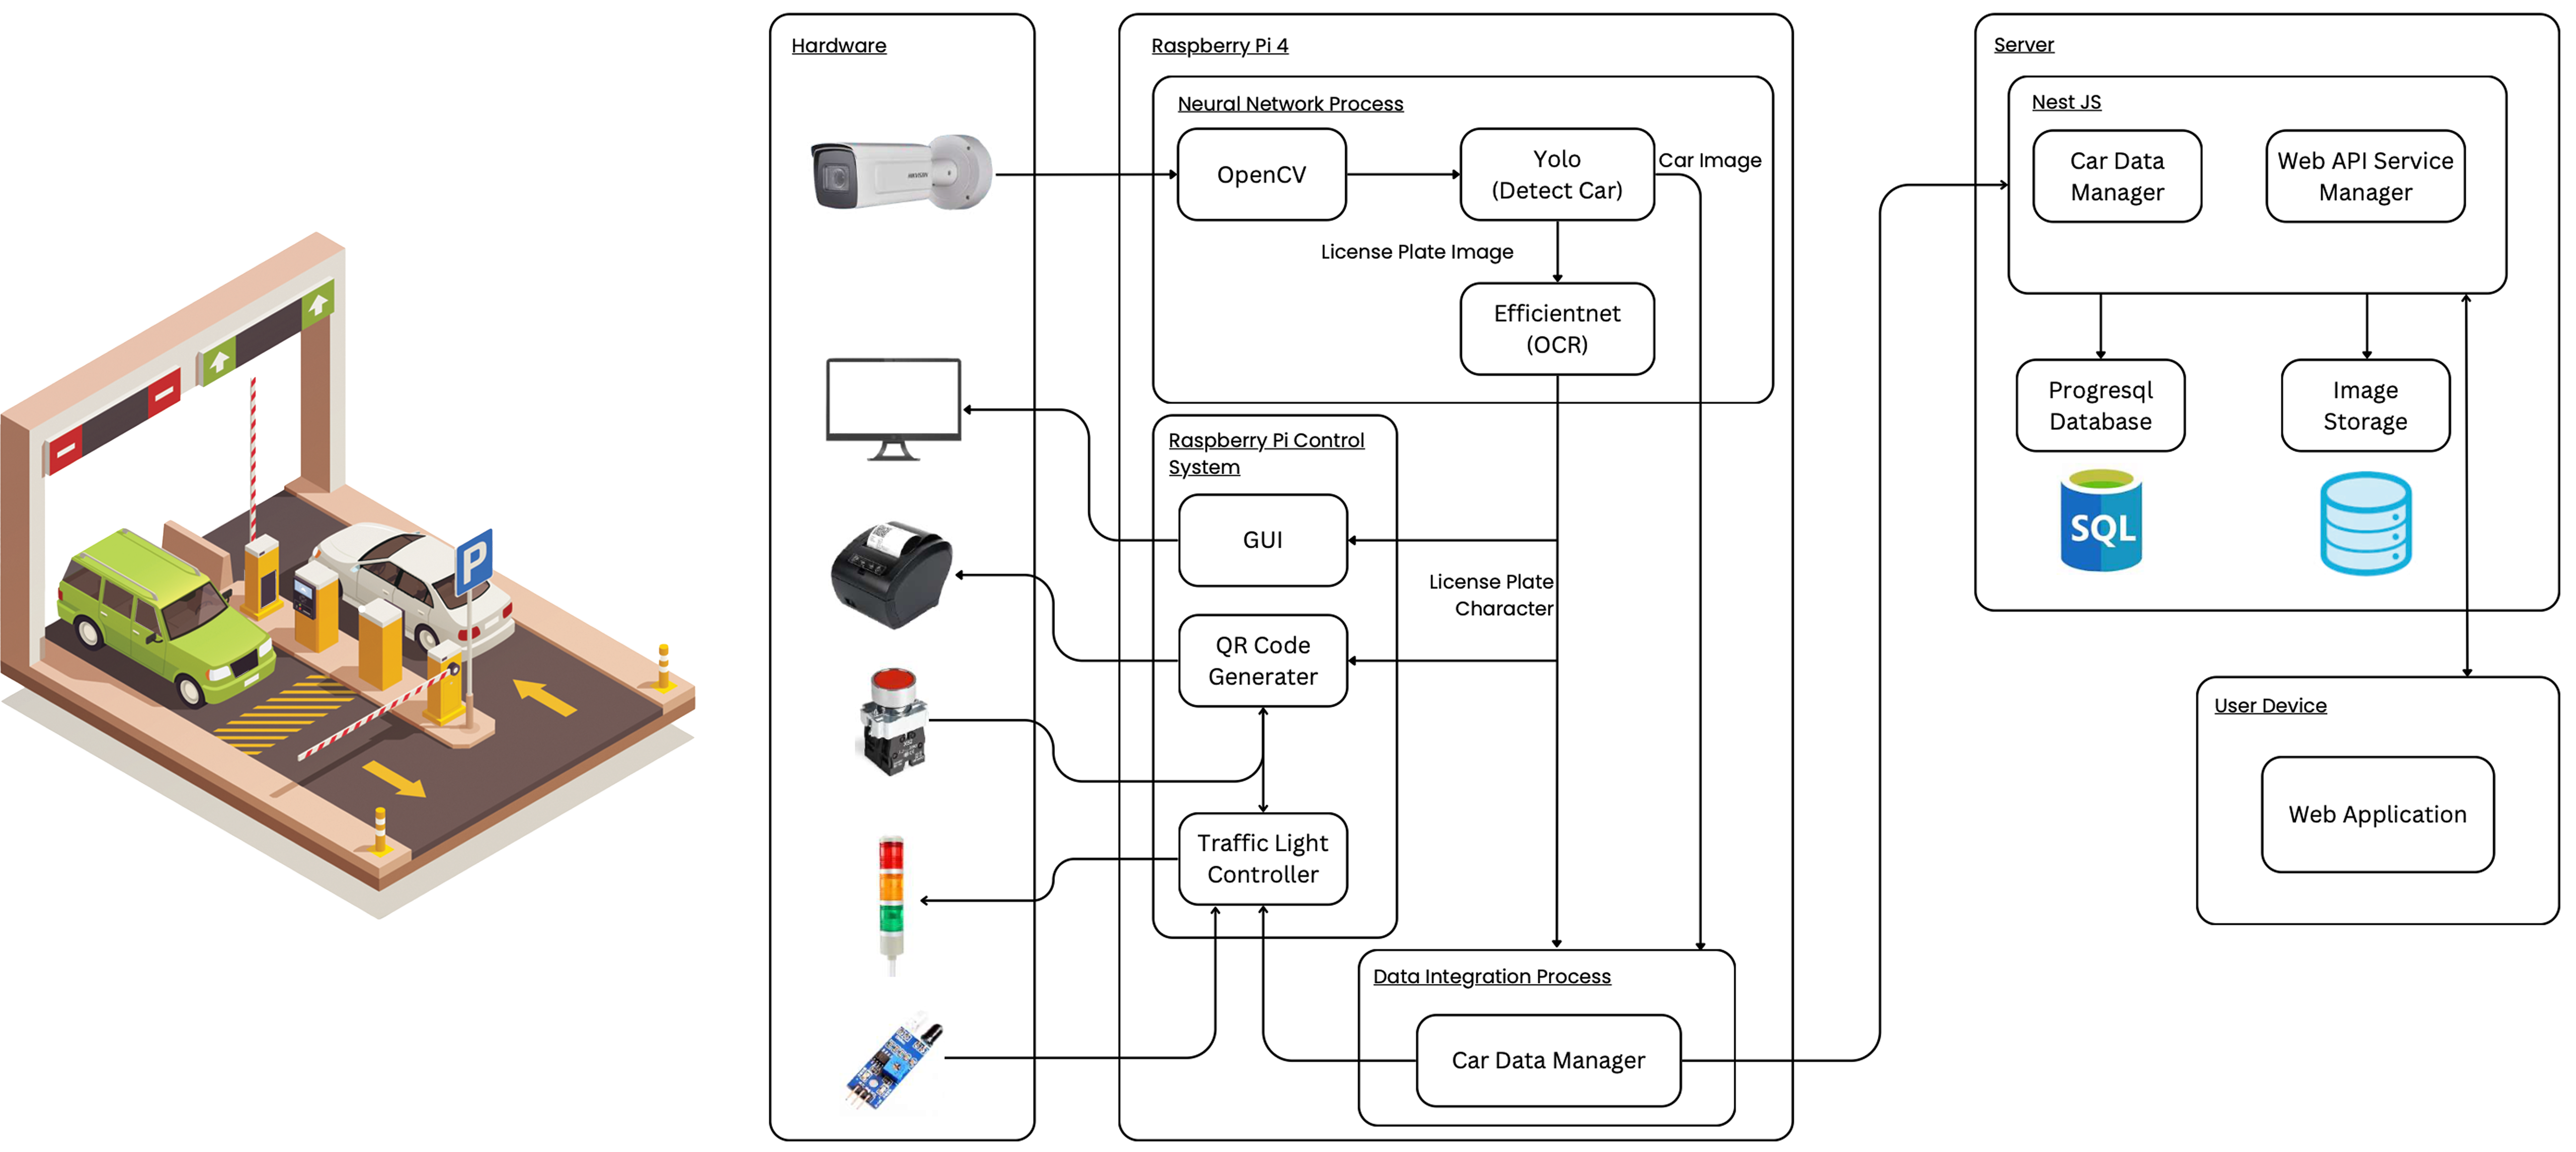 Hardware
HIKVISION
P
Raspberry Pi 4
Neural Network Process
OpenCV
Yolo
(Detect Car)
Car Image
License Plate Image
Efficientnet
(OCR)
Raspberry Pi Control
System
GUI
License Plate
Character
QR Code
Generater
Traffic Light
Controller
Data Integration Process
Car Data Manager
Server
Nest JS
Car Data
Manager
Web API Service
Manager
Progresql
Database
Image
Storage
SQL
User Device
Web Application